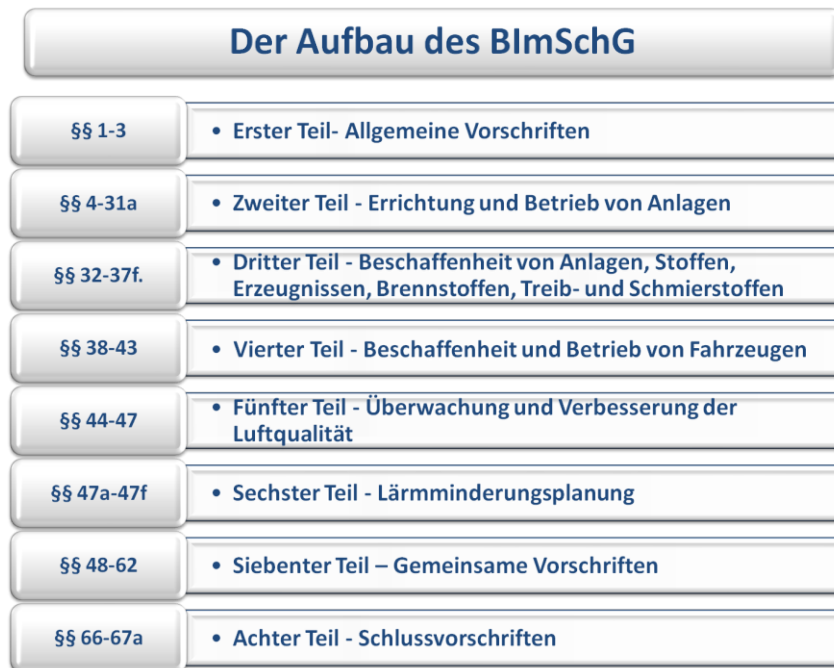 Der Aufbau des BImSchG
§§ 1-3
• Erster Teil- Allgemeine Vorschriften
§§ 4-31a
• Zweiter Teil - Errichtung und Betrieb von Anlagen
§§ 32-37f.
• Dritter Teil - Beschaffenheit von Anlagen, Stoffen,
Erzeugnissen, Brennstoffen, Treib- und Schmierstoffen
§§ 38-43
• Vierter Teil - Beschaffenheit und Betrieb von Fahrzeugen
§§ 44-47
• Fünfter Teil - Überwachung und Verbesserung der
Luftqualität
§§ 47a-47f
• Sechster Teil - Lärmminderungsplanung
§§ 48-62
• Siebenter Teil – Gemeinsame Vorschriften
§§ 66-67a
• Achter Teil - Schlussvorschriften